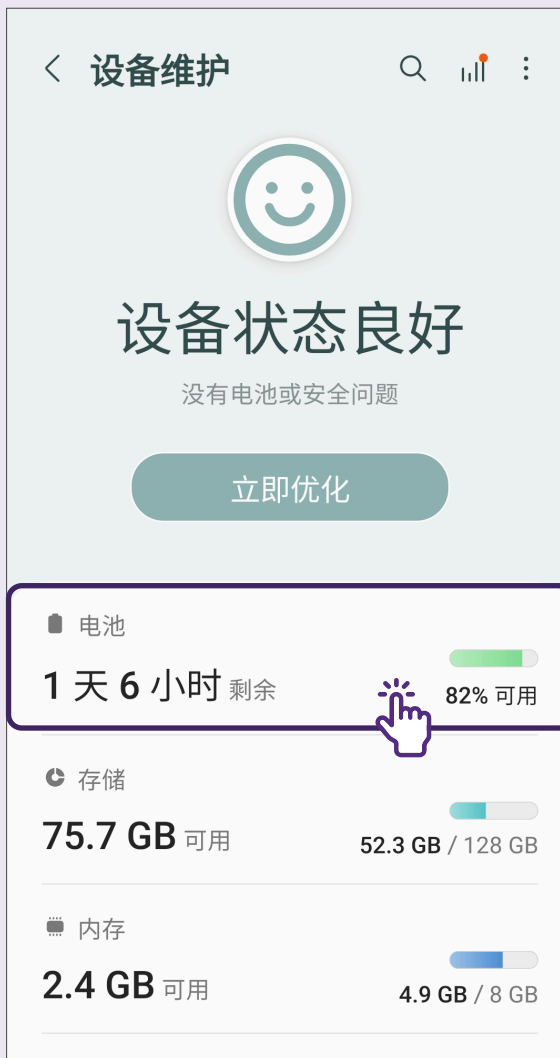 设备维护
设备状态良好
没有电池或安全问题
立即优化
电池
1 天 6 小时 剩余
82% 可用
存储
75.7 GB 可用
52.3 GB / 128 GB
内存
2.4 GB 可用
4.9 GB / 8 GB